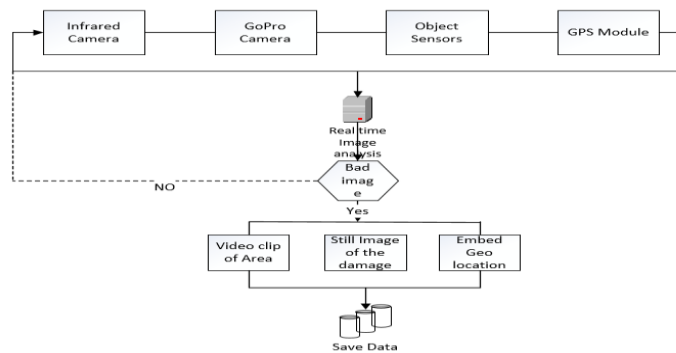 Infrared
Camera
GoPro
Camera
Object
Sensors
GPS Module
Real time
Image
analysis
Bad
imag
e
NO
Yes
Video clip
of Area
Still Image
of the
damage
Embed
Geo
location
Save Data